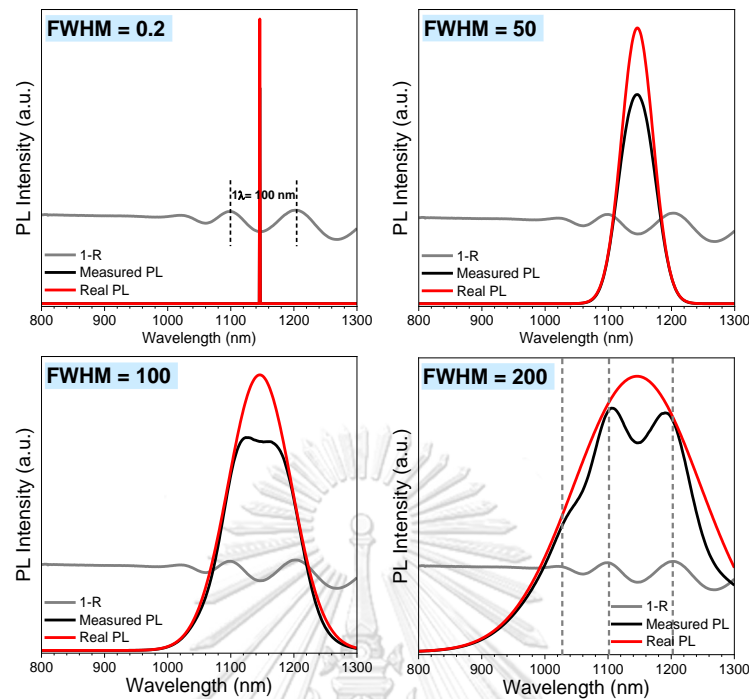 FWHM = 0.2
PL Intensity (a.u.)
1λ= 100 nm
1-R
Measured PL
Real PL
800 900 1000 1100 1200 1300
Wavelength (nm)
FWHM = 50
PL Intensity (a.u.)
1-R
Measured PL
Real PL
800 900 1000 1100 1200 1300
Wavelength (nm)
FWHM = 100
PL Intensity (a.u.)
1-R
Measured PL
Real PL
800 900 1000 1100 1200 1300
Wavelength (nm)
FWHM = 200
PL Intensity (a.u.)
1-R
Measured PL
Real PL
800 900 1000 1100 1200 1300
Wavelength (nm)